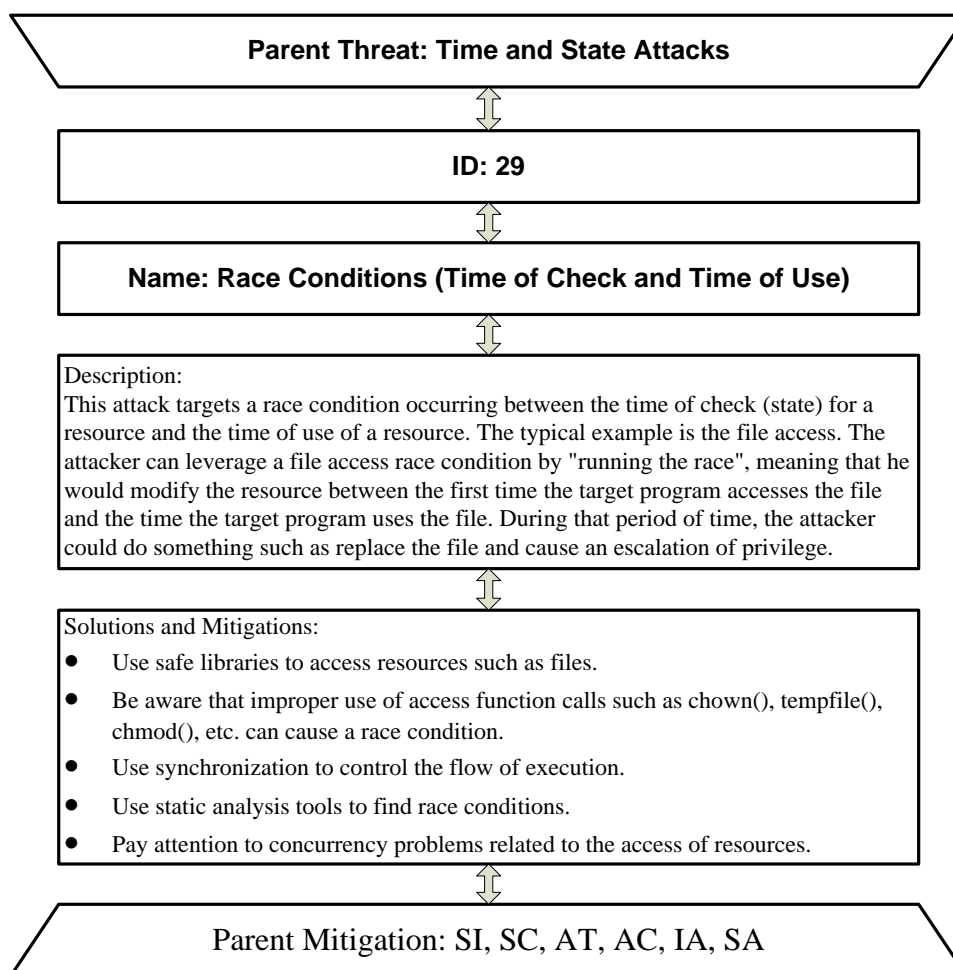 Parent Threat: Time and State Attacks
ID: 29
Name: Race Conditions (Time of Check and Time of Use)
Description:
This attack targets a race condition occurring between the time of check (state) for a
resource and the time of use of a resource. The typical example is the file access. The
attacker can leverage a file access race condition by "running the race", meaning that he
would modify the resource between the first time the target program accesses the file
and the time the target program uses the file. During that period of time, the attacker
could do something such as replace the file and cause an escalation of privilege.
Solutions and Mitigations:
● Use safe libraries to access resources such as files.
● Be aware that improper use of access function calls such as chown(), tempfile(),
chmod(), etc. can cause a race condition.
● Use synchronization to control the flow of execution.
● Use static analysis tools to find race conditions.
● Pay attention to concurrency problems related to the access of resources.
Parent Mitigation: SI, SC, AT, AC, IA, SA